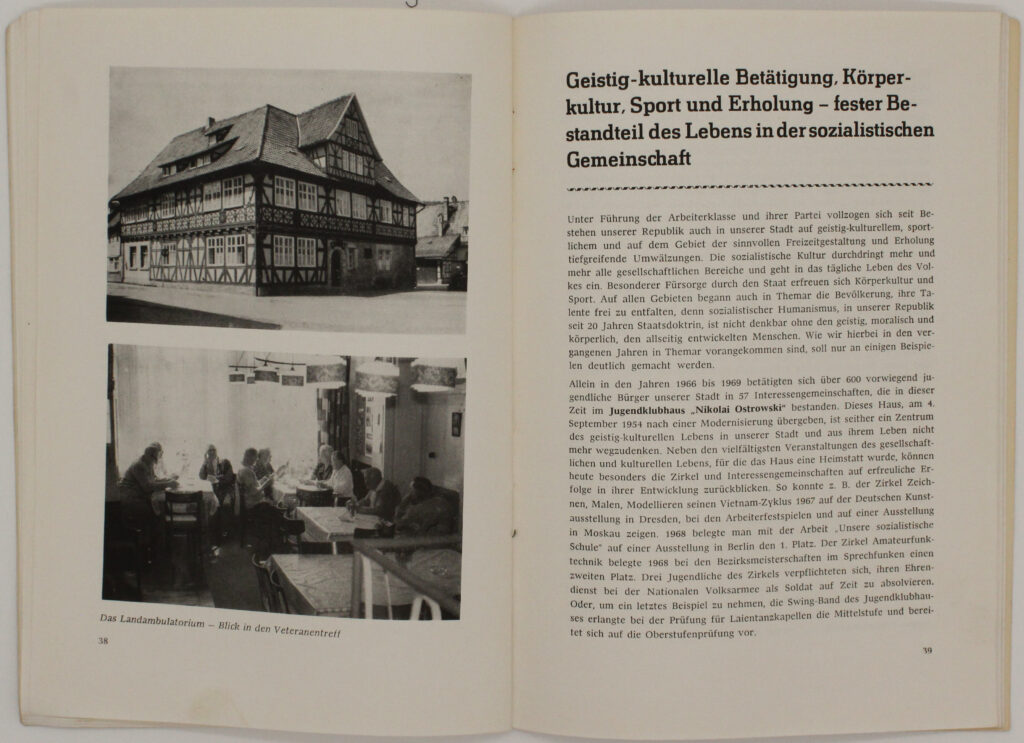 Das Landambulatorium – Blick in den Veteranentreff
38
Geistig-kulturelle Betätigung, Körper-
kultur, Sport und Erholung – fester Be-
standteil des Lebens in der sozialistischen
Gemeinschaft
Unter Führung der Arbeiterklasse und ihrer Partei vollzogen sich seit Be-
stehen unserer Republik auch in unserer Stadt auf geistig-kulturellem, sport-
lichem und auf dem Gebiet der sinnvollen Freizeitgestaltung und Erholung
tiefgreifende Umwälzungen. Die sozialistische Kultur durchdringt mehr und
mehr alle gesellschaftlichen Bereiche und geht in das tägliche Leben des Vol-
kes ein. Besonderer Fürsorge durch den Staat erfreuen sich Körperkultur und
Sport. Auf allen Gebieten begann auch in Themar die Bevölkerung, ihre Ta-
lente frei zu entfalten, denn sozialistischer Humanismus, in unserer Republik
seit 20 Jahren Staatsdoktrin, ist nicht denkbar ohne den geistig, moralisch und
körperlich, den allseitig entwickelten Menschen. Wie wir hierbei in den ver-
gangenen Jahren in Themar vorangekommen sind, soll nur an einigen Beispie-
len deutlich gemacht werden.
Allein in den Jahren 1966 bis 1969 betätigten sich über 600 vorwiegend ju-
gendliche Bürger unserer Stadt in 57 Interessengemeinschaften, die in dieser
Zeit im Jugendklubhaus „Nikolai Ostrowski“ bestanden. Dieses Haus, am 4.
September 1954 nach einer Modernisierung übergeben, ist seither ein Zentrum
des geistig-kulturellen Lebens in unserer Stadt und aus ihrem Leben nicht
mehr wegzudenken. Neben den vielfältigsten Veranstaltungen des gesellschaft-
lichen und kulturellen Lebens, für die das Haus eine Heimstatt wurde, können
heute besonders die Zirkel und Interessengemeinschaften auf erfreuliche Er-
folge in ihrer Entwicklung zurückblicken. So konnte z. B. der Zirkel Zeich-
nen, Malen, Modellieren seinen Vietnam-Zyklus 1967 auf der Deutschen Kunst-
ausstellung in Dresden, bei den Arbeiterfestspielen und auf einer Ausstellung
in Moskau zeigen. 1968 belegte man mit der Arbeit „Unsere sozialistische
Schule“ auf einer Ausstellung in Berlin den 1. Platz. Der Zirkel Amateurfunk-
technik belegte 1968 bei den Bezirksmeisterschaften im Sprechfunken einen
zweiten Platz. Drei Jugendliche des Zirkels verpflichteten sich, ihren Ehren-
dienst bei der Nationalen Volksarmee als Soldat auf Zeit zu absolvieren.
Oder, um ein letztes Beispiel zu nehmen, die Swing-Band des Jugendklubhau-
ses erlangte bei der Prüfung für Laientanzkapellen die Mittelstufe und berei-
tet sich auf die Oberstufenprüfung vor.
39